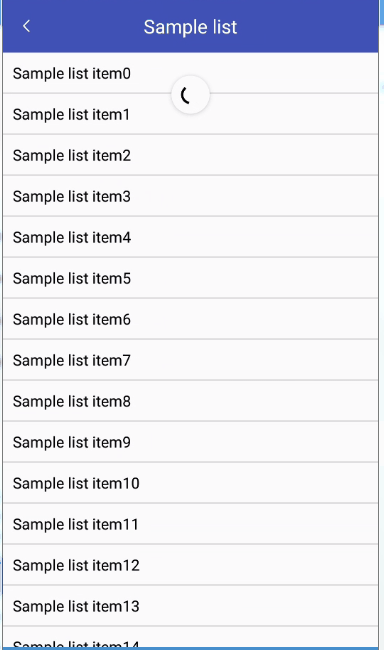 Sample list
Sample list item0
Sample list item1
Sample list item2
Sample list item3
Sample list item4
Sample list item5
Sample list item6
Sample list item7
Sample list item8
Sample list item9
Sample list item10
Sample list item11
Sample list item12
Sample list item13
Sample list item14